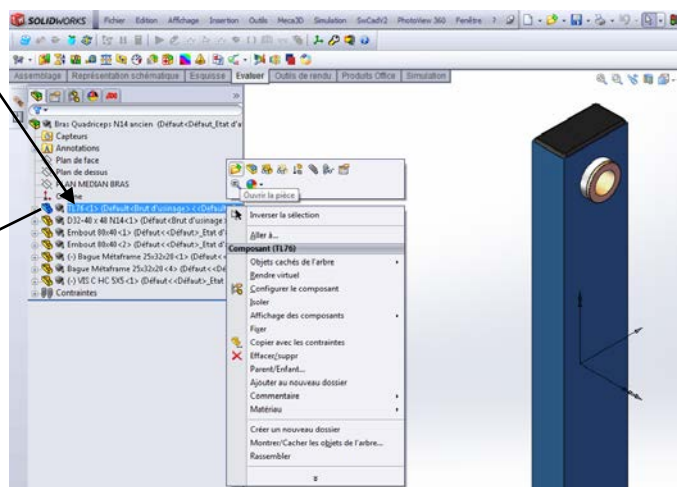 SOLIDWORKS Fichier Edition Affichage Insertion Outils Meca3D Simulation SwCadV2 PhotoView 360 Fenêtre ?
Assemblage Représentation schématique Esquisse Evaluer Outils de rendu Produits Office Simulation
Bras Quadriceps N14 ancien (Défaut<Défaut_Etat d'a
Capteurs
Annotations
Plan de face
Plan de dessus
PLAN MEDIAN BRAS
TL76<1> (Défaut<Brut d'usinage><<Défaut>
D32-40 x 48 N14<1> (Défaut<Brut d'usinage>
Embout 80x40<1> (Défaut<<Défaut>_Etat d'
Embout 80x40<2> (Défaut<<Défaut>_Etat d'
(-) Bague Métaframe 25x32x20<1> (Défaut<<
Bague Métaframe 25x32x20<4> (Défaut<<Dé
(-) VIS C HC 5X5<1> (Défaut<<Défaut>_Etat
Contraintes
Ouvrir la pièce
Inverser la sélection
Aller à...
Composant (TL76)
Objets cachés de l'arbre
Rendre virtuel
Configurer le composant
Isoler
Affichage des composants
Fixer
Copier avec les contraintes
Effacer/suppr
Parent/Enfant...
Ajouter au nouveau dossier
Commentaire
Matériau
Créer un nouveau dossier
Montrer/Cacher les objets de l'arbre...
Rassembler